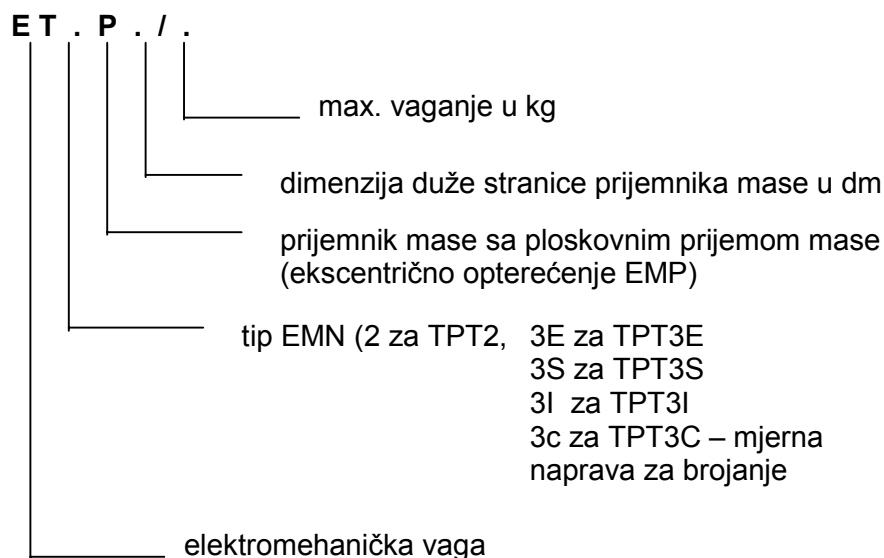 E T . P . / .
max. vaganje u kg
dimenzija duže stranice prijemnika mase u dm
prijemnik mase sa ploskovnim prijemom mase
(ekscentrično opterećenje EMP)
tip EMN (2 za TPT2, 3E za TPT3E
3S za TPT3S
3I za TPT3I
3c za TPT3C – mjerna
naprava za brojanje
elektromehanička vaga